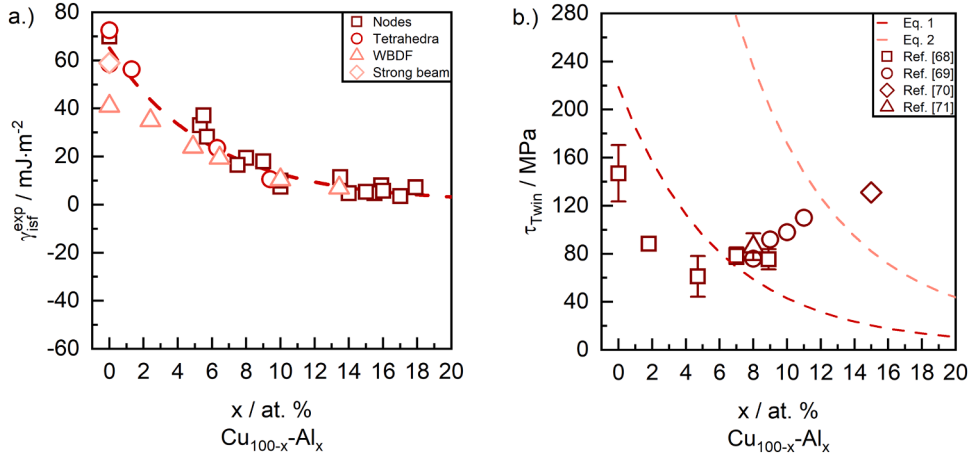 a.)
γ_isf^exp / mJ·m⁻²
80
60
40
20
0
-20
-40
-60
0 2 4 6 8 10 12 14 16 18 20
x / at. %
Cu₁₀₀₋ₓ-Alₓ
Nodes
Tetrahedra
WBDF
Strong beam
b.)
τ_Twin / MPa
280
240
200
160
120
80
40
0
0 2 4 6 8 10 12 14 16 18 20
x / at. %
Cu₁₀₀₋ₓ-Alₓ
Eq. 1
Eq. 2
Ref. [68]
Ref. [69]
Ref. [70]
Ref. [71]